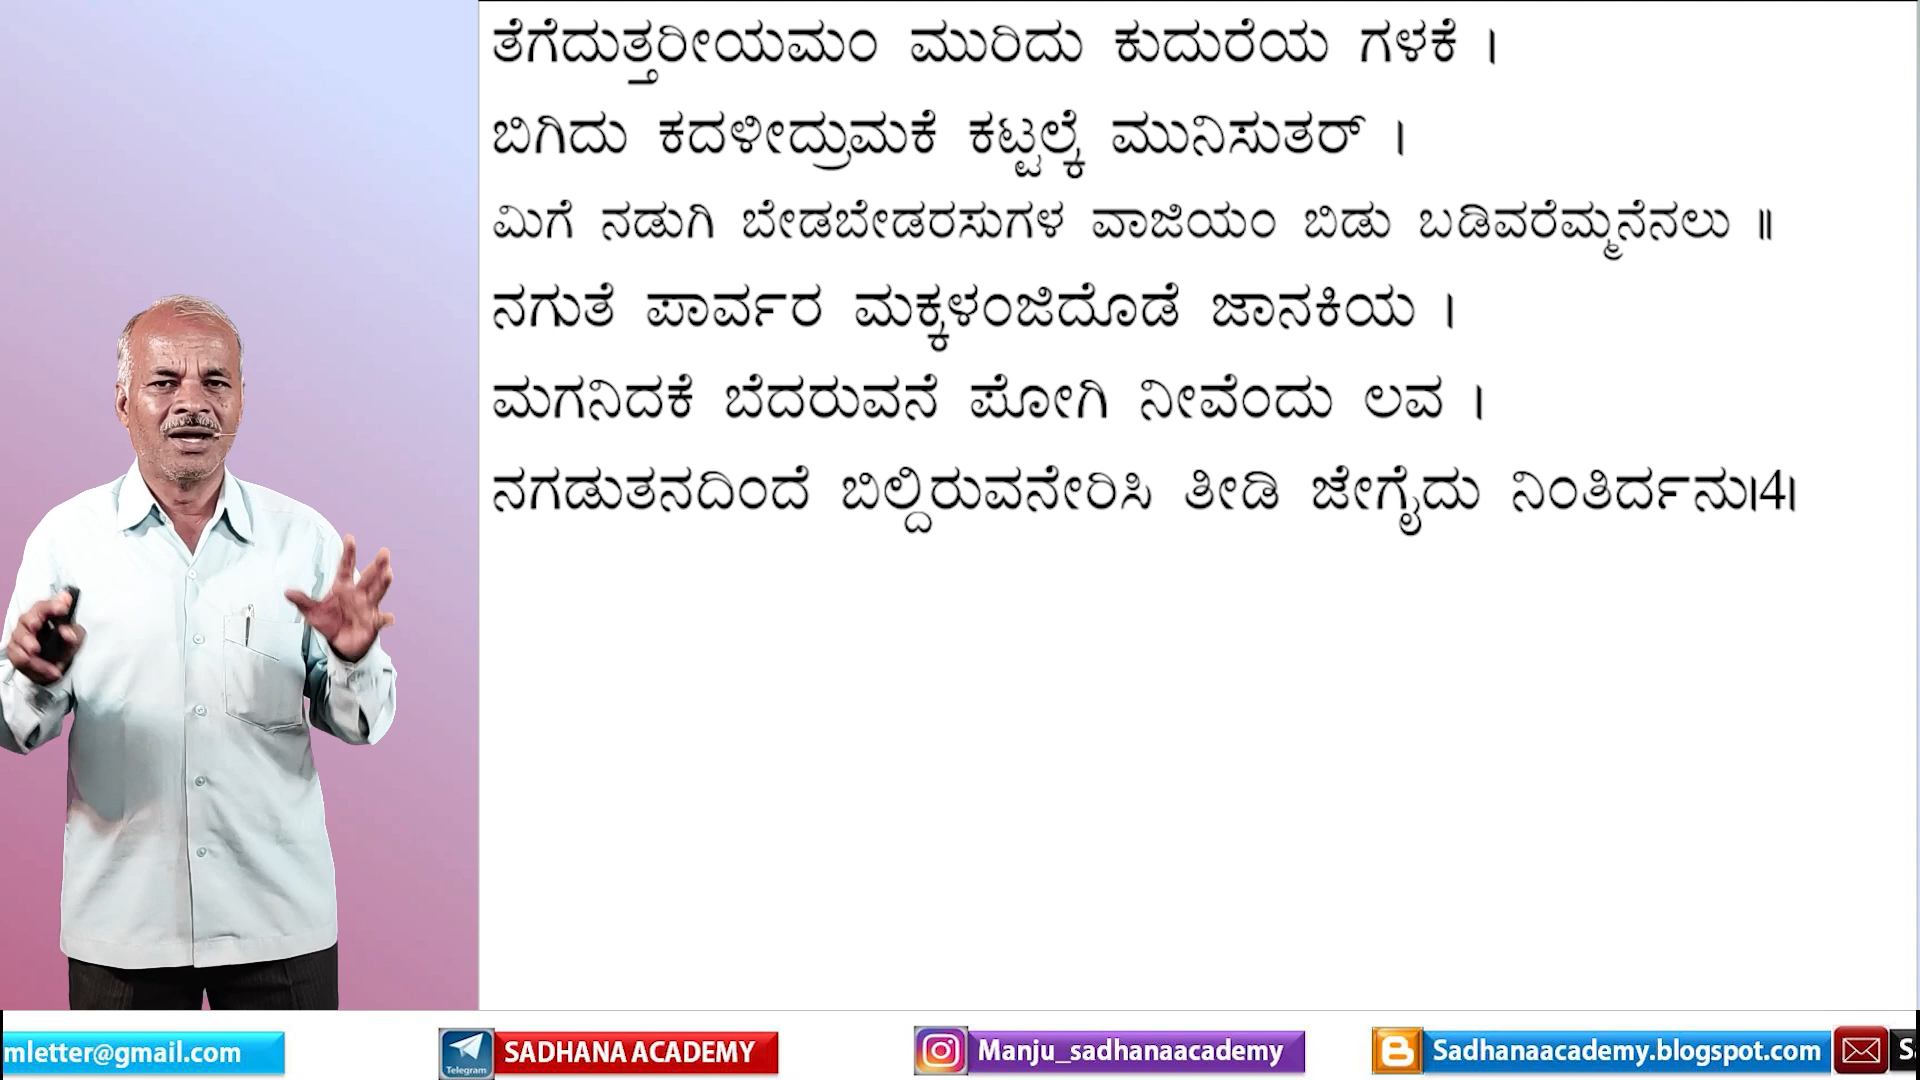 ತೆಗೆದುತ್ತರೀಯಮಂ ಮುರಿದು ಕುದುರೆಯ ಗಳಕೆ ।
ಬಿಗಿದು ಕದಳೀದ್ರುಮಕೆ ಕಟ್ಟಲ್ಕೆ ಮುನಿಸುತರ್ ।
ಮಿಗೆ ನಡುಗಿ ಬೇಡಬೇಡರಸುಗಳ ವಾಜಿಯಂ ಬಿಡು ಬಡಿವರೆಮ್ಮನೆನಲು ॥
ನಗುತೆ ಪಾರ್ವರ ಮಕ್ಕಳಂಜಿದೊಡೆ ಜಾನಕಿಯ ।
ಮಗನಿದಕೆ ಬೆದರುವನೆ ಪೋಗಿ ನೀವೆಂದು ಲವ ।
ನಗಡುತನದಿಂದೆ ಬಿಲ್ದಿರುವನೇರಿಸಿ ತೀಡಿ ಜೇಗೈದು ನಿಂತಿರ್ದನು।4।
mletter@gmail.com
Telegram
SADHANA ACADEMY
Manju_sadhanaacademy
Sadhanaacademy.blogspot.com